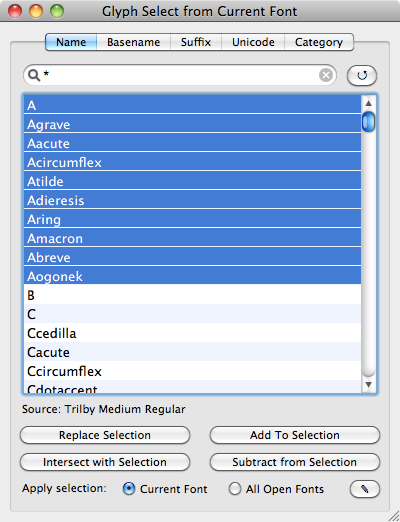 Glyph Select from Current Font
Name Basename Suffix Unicode Category
*
A
Agrave
Aacute
Acircumflex
Atilde
Adieresis
Aring
Amacron
Abreve
Aogonek
B
C
Ccedilla
Cacute
Ccircumflex
Cdotaccent
Source: Trilby Medium Regular
Replace Selection Add To Selection
Intersect with Selection Subtract from Selection
Apply selection: Current Font All Open Fonts